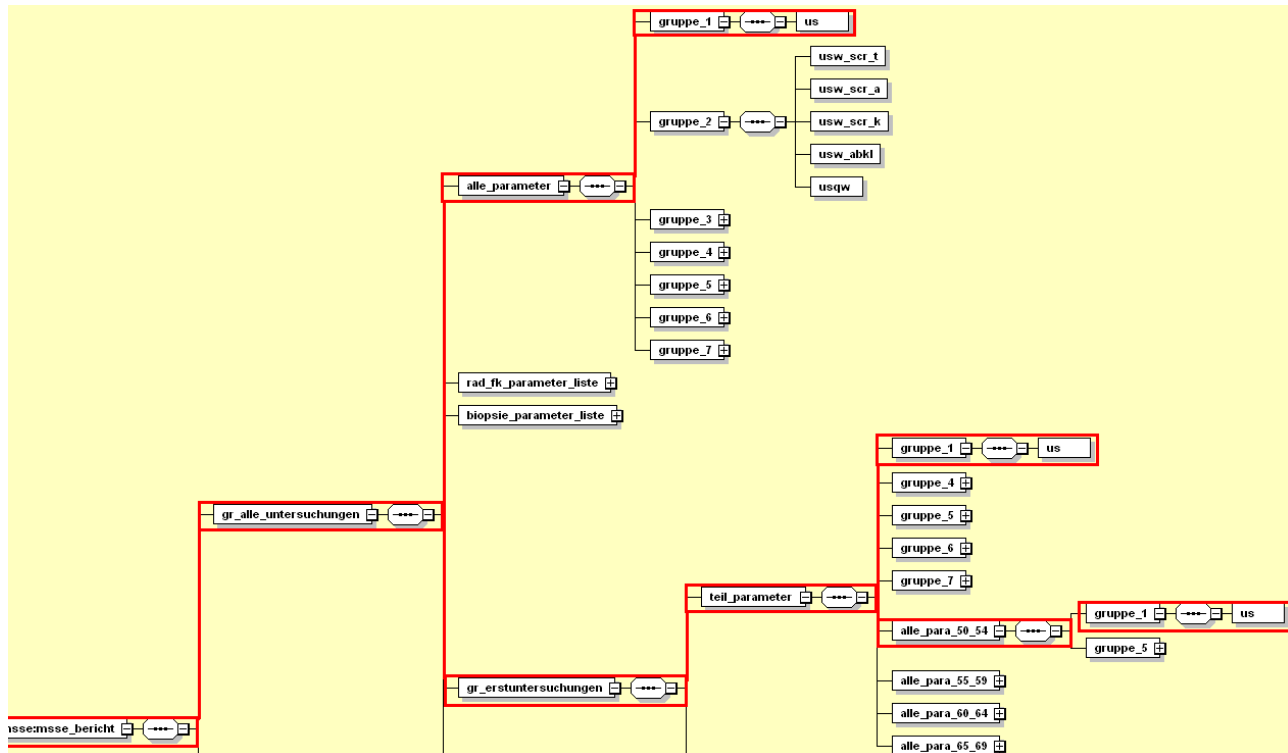 gruppe_1
us
usw_scr_t
usw_scr_a
gruppe_2
usw_scr_k
usw_abkl
alle_parameter
usqw
gruppe_3
gruppe_4
gruppe_5
gruppe_6
gruppe_7
rad_fk_parameter_liste
biopsie_parameter_liste
gruppe_1
us
gruppe_4
gr_alle_untersuchungen
gruppe_5
gruppe_6
gruppe_7
teil_parameter
gruppe_1
us
alle_para_50_54
gruppe_5
gr_erstuntersuchungen
alle_para_55_59
alle_para_60_64
nsse:msse_bericht
alle_para_65_69